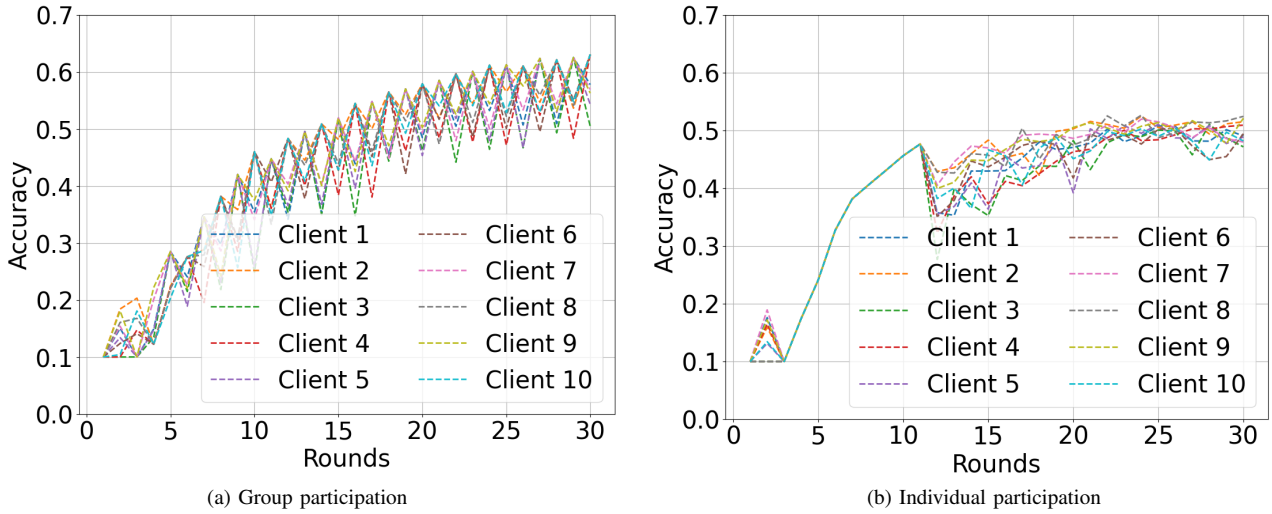 0.7
0.6
0.5
0.4
0.3
0.2
0.1
0.0
Accuracy
Client 1
Client 2
Client 3
Client 4
Client 5
Client 6
Client 7
Client 8
Client 9
Client 10
0 5 10 15 20 25 30
Rounds
(a) Group participation
0.7
0.6
0.5
0.4
0.3
0.2
0.1
0.0
Accuracy
Client 1
Client 2
Client 3
Client 4
Client 5
Client 6
Client 7
Client 8
Client 9
Client 10
0 5 10 15 20 25 30
Rounds
(b) Individual participation